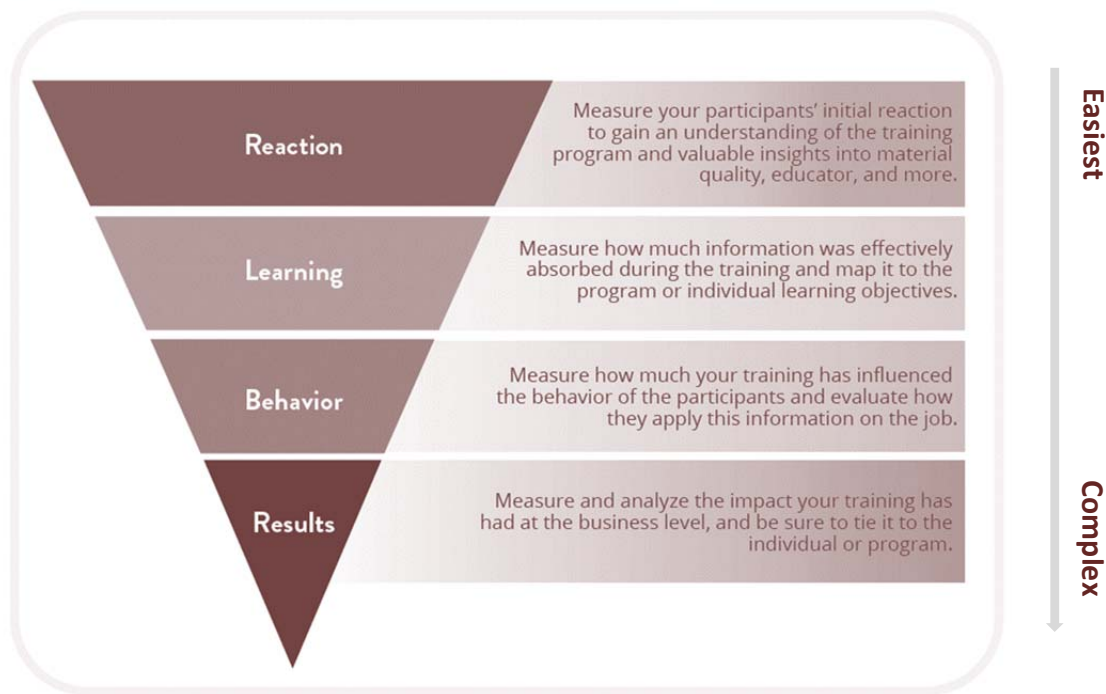 Reaction
Measure your participants’ initial reaction
to gain an understanding of the training
program and valuable insights into material
quality, educator, and more.
Learning
Measure how much information was effectively
absorbed during the training and map it to the
program or individual learning objectives.
Behavior
Measure how much your training has influenced
the behavior of the participants and evaluate how
they apply this information on the job.
Results
Measure and analyze the impact your training has
had at the business level, and be sure to tie it to the
individual or program.
Easiest
Complex